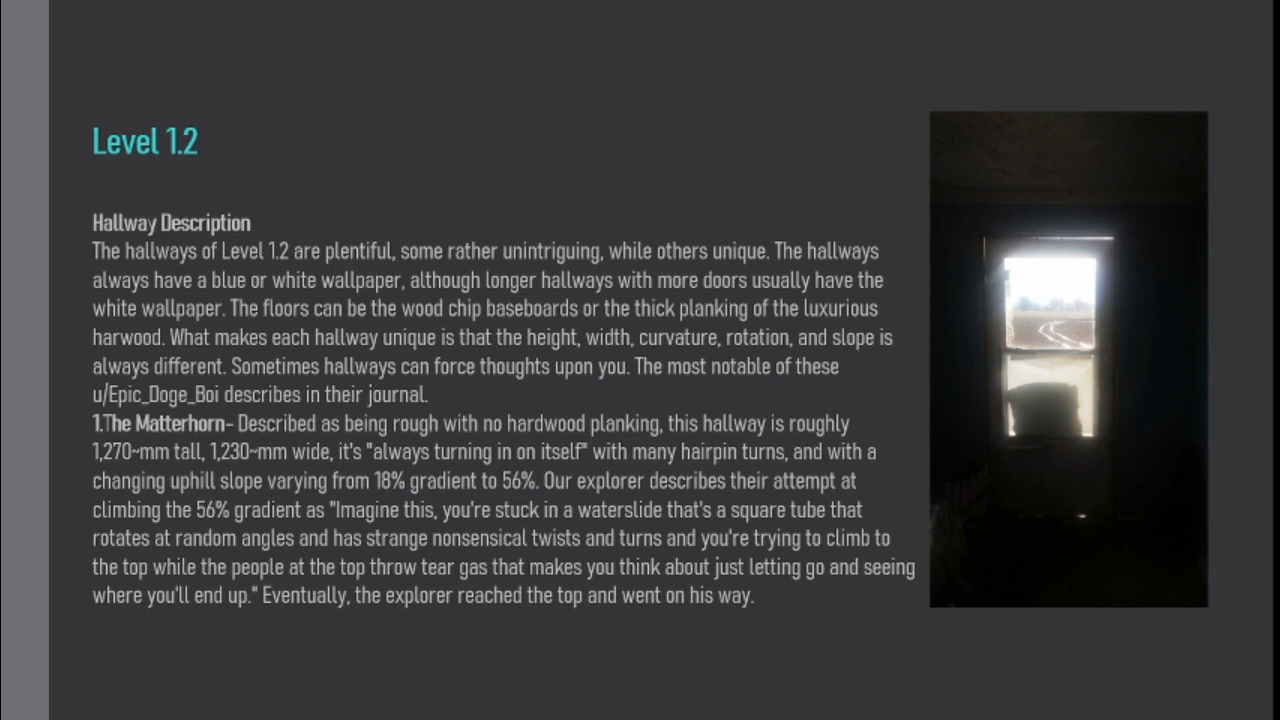 Level 1.2
Hallway Description
The hallways of Level 1.2 are plentiful, some rather unintriguing, while others unique. The hallways
always have a blue or white wallpaper, although longer hallways with more doors usually have the
white wallpaper. The floors can be the wood chip baseboards or the thick planking of the luxurious
harwood. What makes each hallway unique is that the height, width, curvature, rotation, and slope is
always different. Sometimes hallways can force thoughts upon you. The most notable of these
u/Epic_Doge_Boi describes in their journal.
1.The Matterhorn- Described as being rough with no hardwood planking, this hallway is roughly
1,270~mm tall, 1,230~mm wide, it's "always turning in on itself" with many hairpin turns, and with a
changing uphill slope varying from 18% gradient to 56%. Our explorer describes their attempt at
climbing the 56% gradient as "Imagine this, you're stuck in a waterslide that's a square tube that
rotates at random angles and has strange nonsensical twists and turns and you're trying to climb to
the top while the people at the top throw tear gas that makes you think about just letting go and seeing
where you'll end up." Eventually, the explorer reached the top and went on his way.